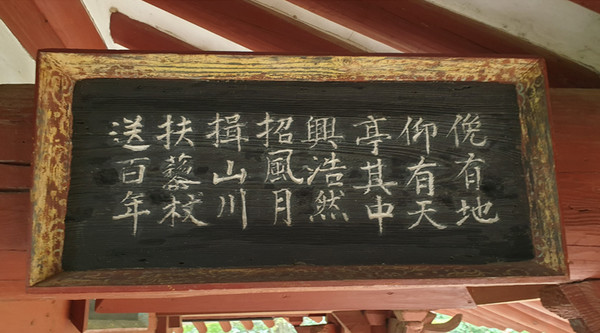 俛有地
仰有天
亭其中
興浩然
招風月
揖山川
扶藜杖
送百年